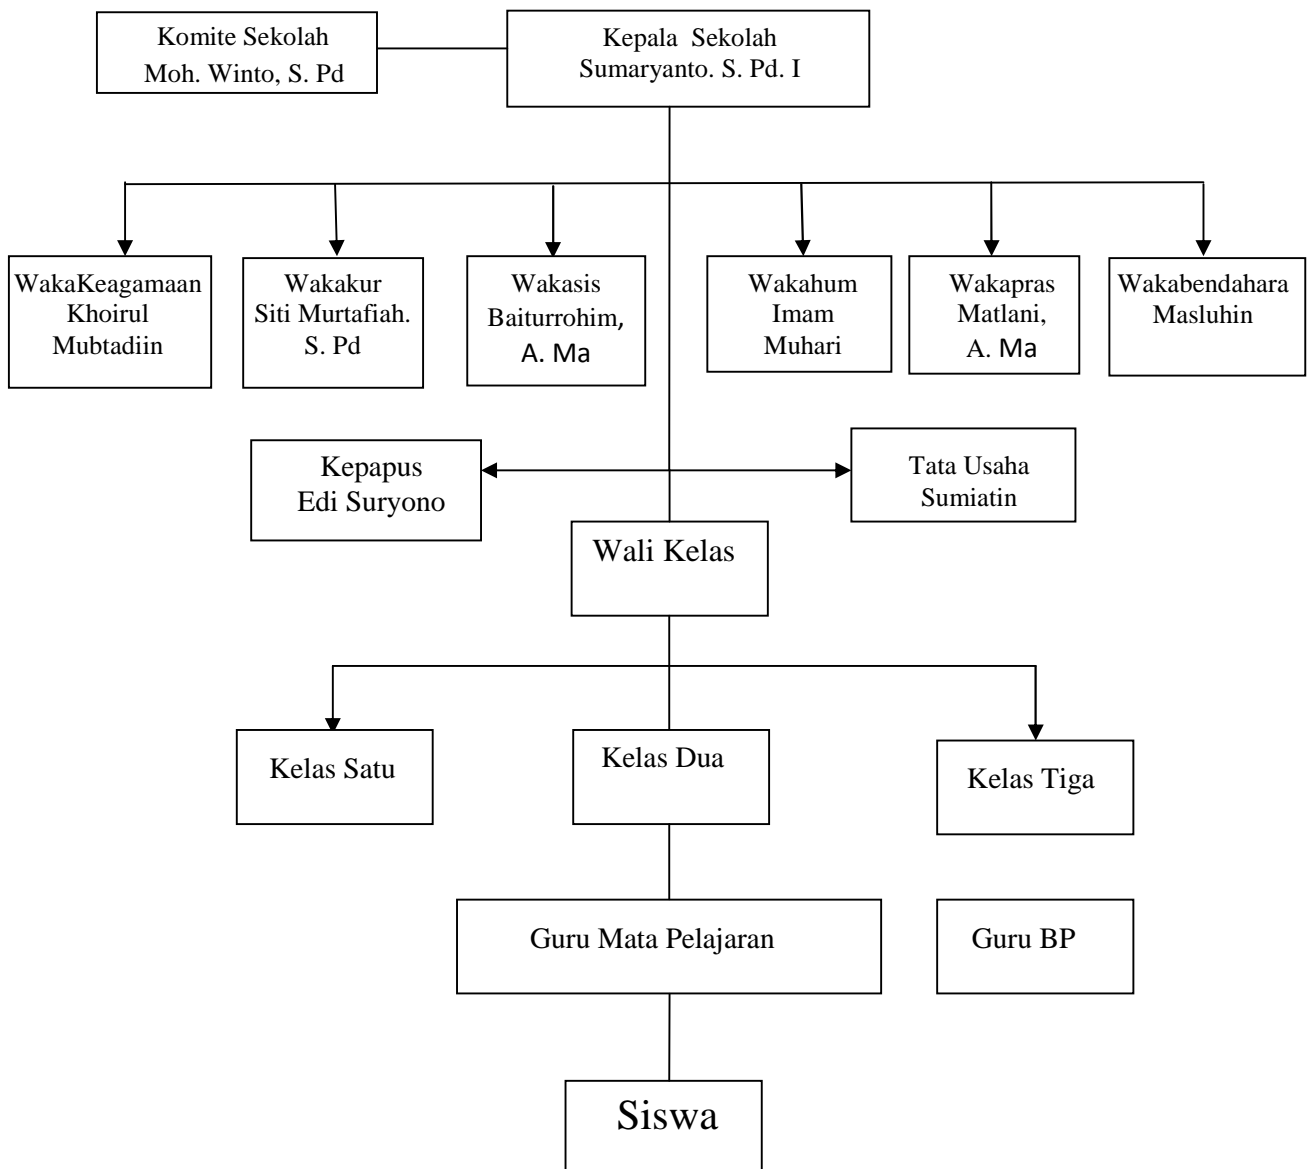 Komite Sekolah
Moh. Winto, S. Pd
Kepala Sekolah
Sumaryanto. S. Pd. I
WakaKeagamaan
Khoirul
Mubtadiin
Wakakur
Siti Murtafiah.
S. Pd
Wakasis
Baiturrohim,
A. Ma
Wakahum
Imam
Muhari
Wakapras
Matlani,
A. Ma
Wakabendahara
Masluhin
Kepapus
Edi Suryono
Tata Usaha
Sumiatin
Wali Kelas
Kelas Satu
Kelas Dua
Kelas Tiga
Guru Mata Pelajaran
Guru BP
Siswa